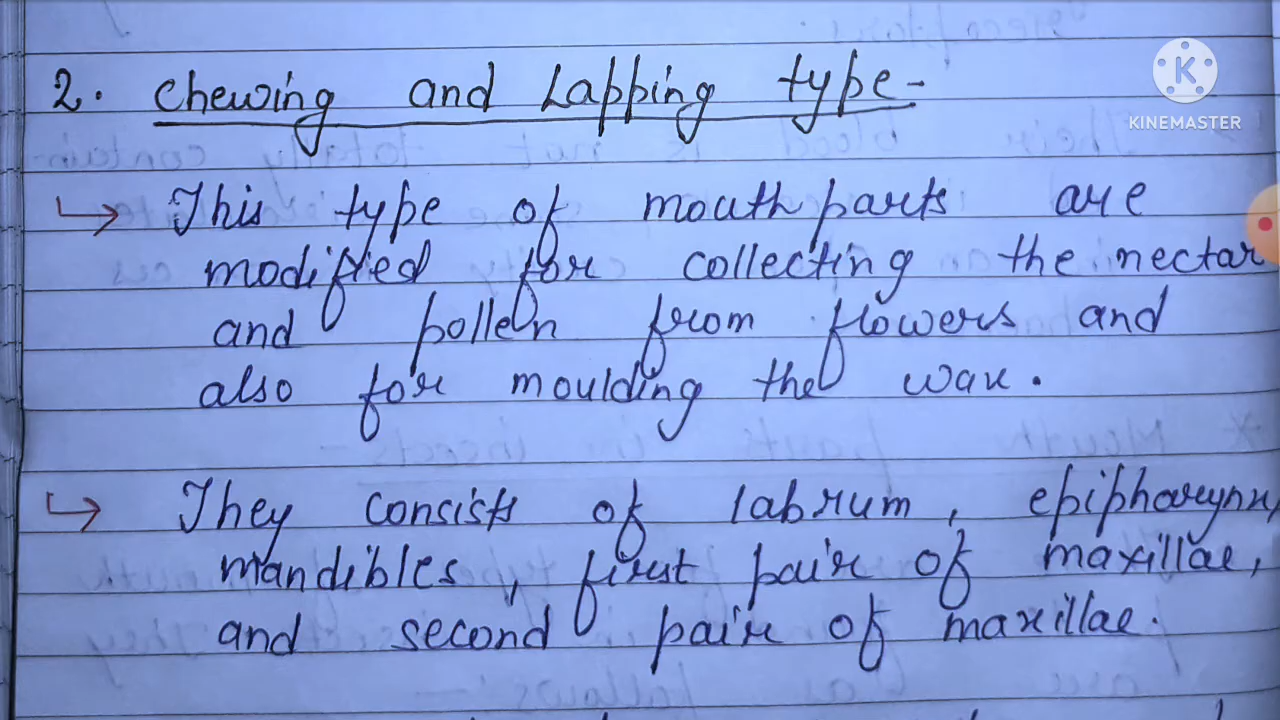 2. Chewing and Lapping type-
K
KINEMASTER
↳ This type of mouth parts are
modified for collecting the nectar
and pollen from flowers and
also for moulding the wax.
↳ They consists of labrum, epipharynx,
mandibles, first pair of maxillae,
and second pair of maxillae.